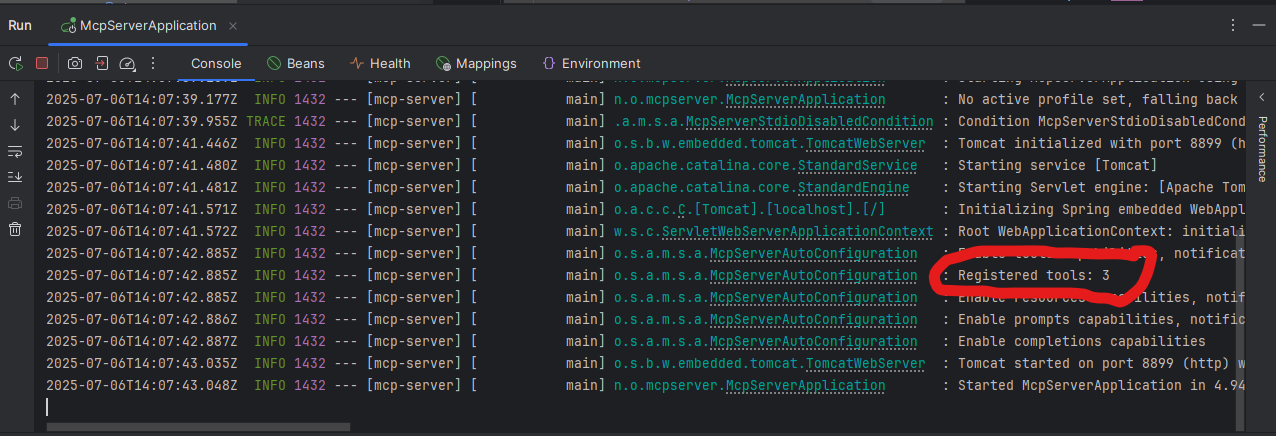 Run
McpServerApplication
Console
Beans
Health
Mappings
Environment
2025-07-06T14:07:39.177Z  INFO 1432 --- [mcp-server] [           main] n.o.mcpserver.McpServerApplication       : No active profile set, falling back
2025-07-06T14:07:39.955Z TRACE 1432 --- [mcp-server] [           main] .a.m.s.a.McpServerStdioDisabledCondition : Condition McpServerStdioDisabledCond
2025-07-06T14:07:41.446Z  INFO 1432 --- [mcp-server] [           main] o.s.b.w.embedded.tomcat.TomcatWebServer  : Tomcat initialized with port 8899 (h
2025-07-06T14:07:41.480Z  INFO 1432 --- [mcp-server] [           main] o.apache.catalina.core.StandardService   : Starting service [Tomcat]
2025-07-06T14:07:41.481Z  INFO 1432 --- [mcp-server] [           main] o.apache.catalina.core.StandardEngine    : Starting Servlet engine: [Apache Tom
2025-07-06T14:07:41.571Z  INFO 1432 --- [mcp-server] [           main] o.a.c.c.C.[Tomcat].[localhost].[/]       : Initializing Spring embedded WebAppl
2025-07-06T14:07:41.572Z  INFO 1432 --- [mcp-server] [           main] w.s.c.ServletWebServerApplicationContext : Root WebApplicationContext: initiali
2025-07-06T14:07:42.885Z  INFO 1432 --- [mcp-server] [           main] o.s.a.m.s.a.McpServerAutoConfiguration   : Enable tools notificat
2025-07-06T14:07:42.885Z  INFO 1432 --- [mcp-server] [           main] o.s.a.m.s.a.McpServerAutoConfiguration   : Registered tools: 3
2025-07-06T14:07:42.885Z  INFO 1432 --- [mcp-server] [           main] o.s.a.m.s.a.McpServerAutoConfiguration   : Enable resources capabilities, notif
2025-07-06T14:07:42.886Z  INFO 1432 --- [mcp-server] [           main] o.s.a.m.s.a.McpServerAutoConfiguration   : Enable prompts capabilities, notific
2025-07-06T14:07:42.887Z  INFO 1432 --- [mcp-server] [           main] o.s.a.m.s.a.McpServerAutoConfiguration   : Enable completions capabilities
2025-07-06T14:07:43.035Z  INFO 1432 --- [mcp-server] [           main] o.s.b.w.embedded.tomcat.TomcatWebServer  : Tomcat started on port 8899 (http) w
2025-07-06T14:07:43.048Z  INFO 1432 --- [mcp-server] [           main] n.o.mcpserver.McpServerApplication       : Started McpServerApplication in 4.94
Performance